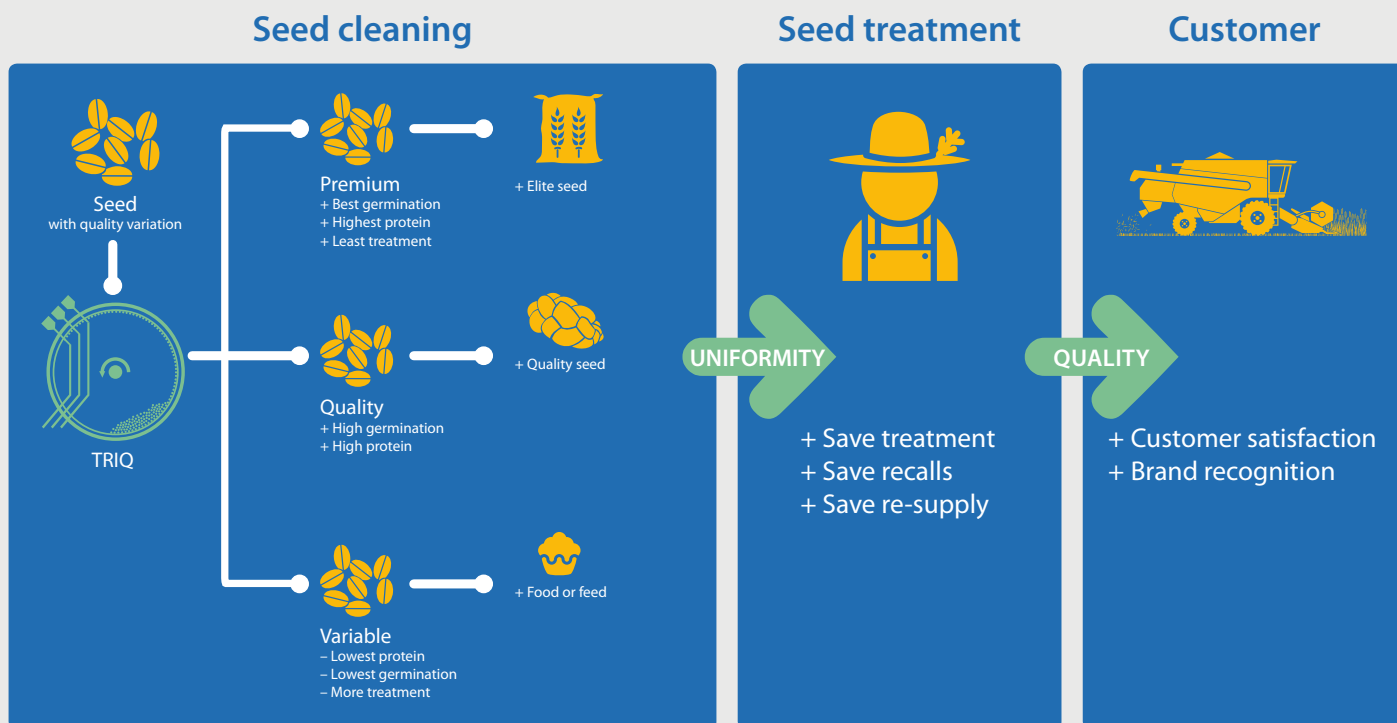 Seed cleaning
Seed
with quality variation
TRIQ
Premium
+ Best germination
+ Highest protein
+ Least treatment
+ Elite seed
Quality
+ High germination
+ High protein
+ Quality seed
Variable
– Lowest protein
– Lowest germination
– More treatment
+ Food or feed
UNIFORMITY
Seed treatment
+ Save treatment
+ Save recalls
+ Save re-supply
QUALITY
Customer
+ Customer satisfaction
+ Brand recognition